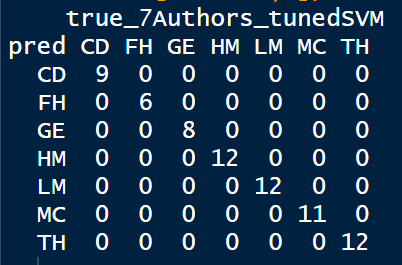 true_7Authors_tunedSVM
pred CD FH GE HM LM MC TH
CD 9 0 0 0 0 0 0
FH 0 6 0 0 0 0 0
GE 0 0 8 0 0 0 0
HM 0 0 0 12 0 0 0
LM 0 0 0 0 12 0 0
MC 0 0 0 0 0 11 0
TH 0 0 0 0 0 0 12